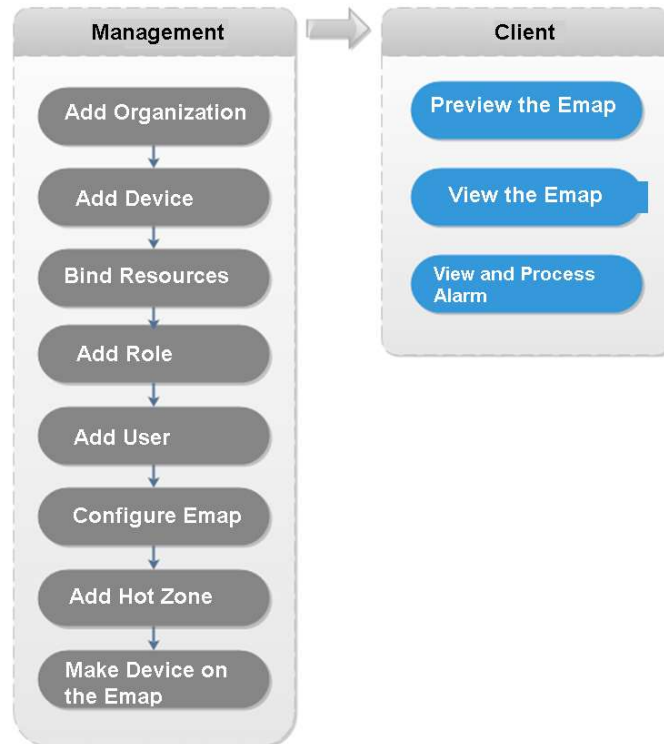 Management
Add Organization
Add Device
Bind Resources
Add Role
Add User
Configure Emap
Add Hot Zone
Make Device on
the Emap
Client
Preview the Emap
View the Emap
View and Process
Alarm